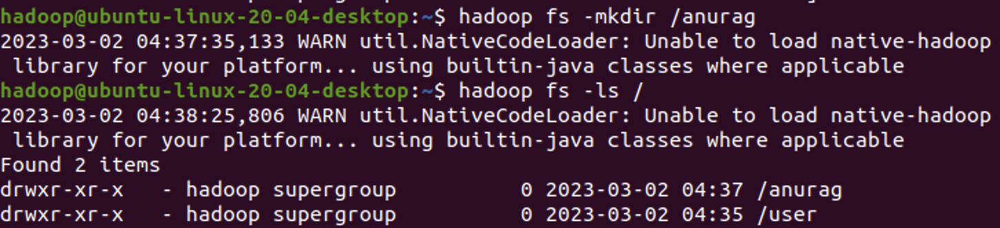 hadoop@ubuntu-linux-20-04-desktop:~$ hadoop fs -mkdir /anurag
2023-03-02 04:37:35,133 WARN util.NativeCodeLoader: Unable to load native-hadoop
 library for your platform... using builtin-java classes where applicable
hadoop@ubuntu-linux-20-04-desktop:~$ hadoop fs -ls /
2023-03-02 04:38:25,806 WARN util.NativeCodeLoader: Unable to load native-hadoop
 library for your platform... using builtin-java classes where applicable
Found 2 items
drwxr-xr-x   - hadoop supergroup          0 2023-03-02 04:37 /anurag
drwxr-xr-x   - hadoop supergroup          0 2023-03-02 04:35 /user